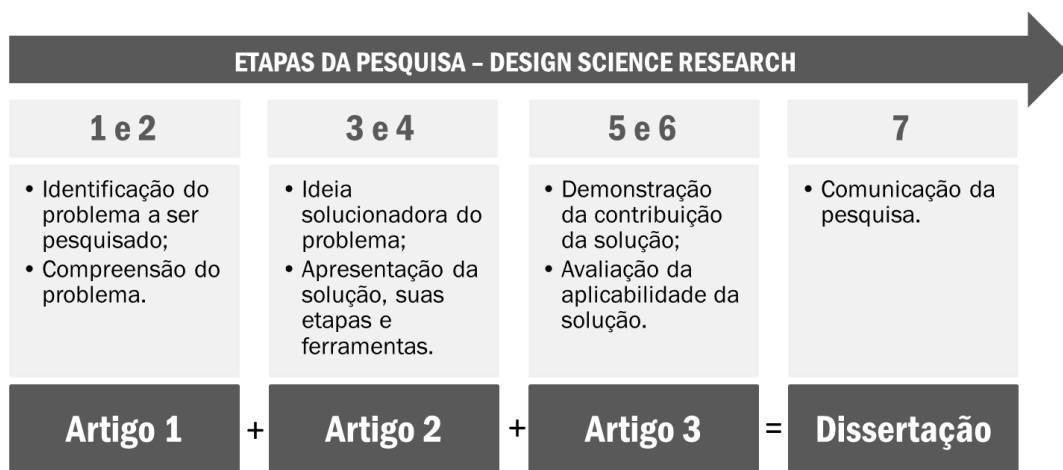 ETAPAS DA PESQUISA – DESIGN SCIENCE RESEARCH
1 e 2
• Identificação do
problema a ser
pesquisado;
• Compreensão do
problema.
3 e 4
• Ideia
solucionadora do
problema;
• Apresentação da
solução, suas
etapas e
ferramentas.
5 e 6
• Demonstração
da contribuição
da solução;
• Avaliação da
aplicabilidade da
solução.
7
• Comunicação da
pesquisa.
Artigo 1 + Artigo 2 + Artigo 3 = Dissertação